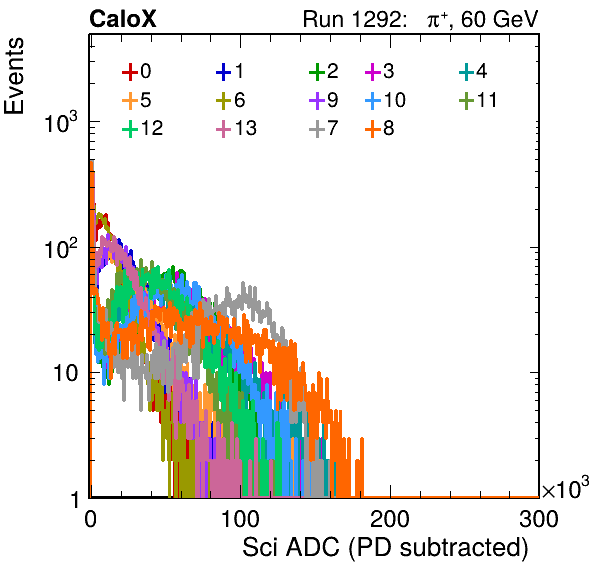 CaloX Run 1292: π⁺, 60 GeV
Events
0 1 2 3 4
5 6 9 10 11
12 13 7 8
10³
10²
10
1
0 100 200 300
×10³
Sci ADC (PD subtracted)